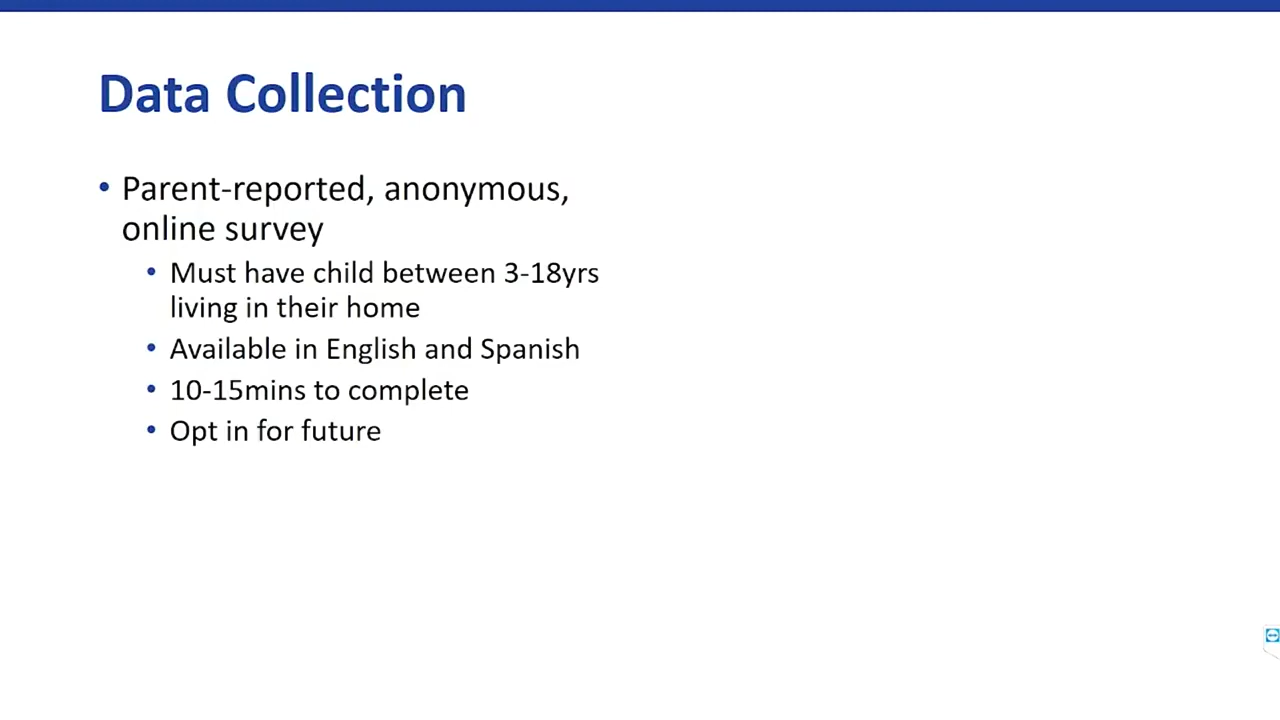 Data Collection
• Parent-reported, anonymous,
online survey
• Must have child between 3-18yrs
living in their home
• Available in English and Spanish
• 10-15mins to complete
• Opt in for future